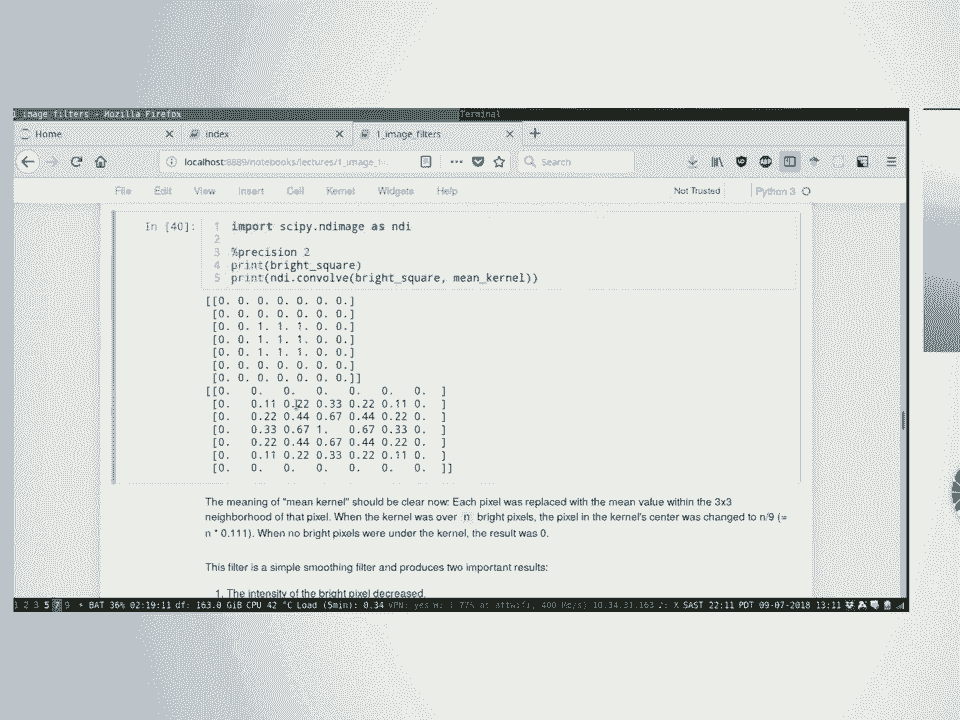 1_image_filters - Mozilla Firefox
Terminal
Home
index
1_image_filters
localhost:8889/notebooks/lectures/1_image_
Search
File Edit View Insert Cell Kernel Widgets Help
Not Trusted
Python 3
In [40]:
1 import scipy.ndimage as ndi
2
3 %precision 2
4 print(bright_square)
5 print(ndi.convolve(bright_square, mean_kernel))
[[0. 0. 0. 0. 0. 0. 0.]
[0. 0. 0. 0. 0. 0. 0.]
[0. 0. 1. 1. 1. 0. 0.]
[0. 0. 1. 1. 1. 0. 0.]
[0. 0. 1. 1. 1. 0. 0.]
[0. 0. 0. 0. 0. 0. 0.]
[0. 0. 0. 0. 0. 0. 0.]]
[[0. 0. 0. 0. 0. 0. 0. ]
[0. 0.11 0.22 0.33 0.22 0.11 0. ]
[0. 0.22 0.44 0.67 0.44 0.22 0. ]
[0. 0.33 0.67 1. 0.67 0.33 0. ]
[0. 0.22 0.44 0.67 0.44 0.22 0. ]
[0. 0.11 0.22 0.33 0.22 0.11 0. ]
[0. 0. 0. 0. 0. 0. 0. ]]
The meaning of "mean kernel" should be clear now: Each pixel was replaced with the mean value within the 3x3
neighborhood of that pixel. When the kernel was over n bright pixels, the pixel in the kernel's center was changed to n/9 (=
n * 0.111). When no bright pixels were under the kernel, the result was 0.
This filter is a simple smoothing filter and produces two important results:
1. The intensity of the bright pixel decreased.
1 2 3 5 7 9 BAT 36% 02:19:11 df: 163.0 GiB CPU 42 °C Load (5min): 0.34 VPN: yes 10.34.31.163 SAST 22:11 PDT 09-07-2018 13:11